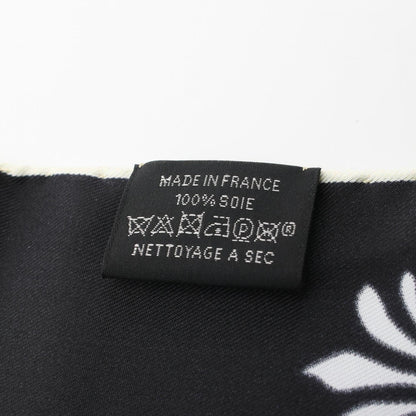 MADE IN FRANCE
100% SOIE
Ⓟ ®
NETTOYAGE A SEC